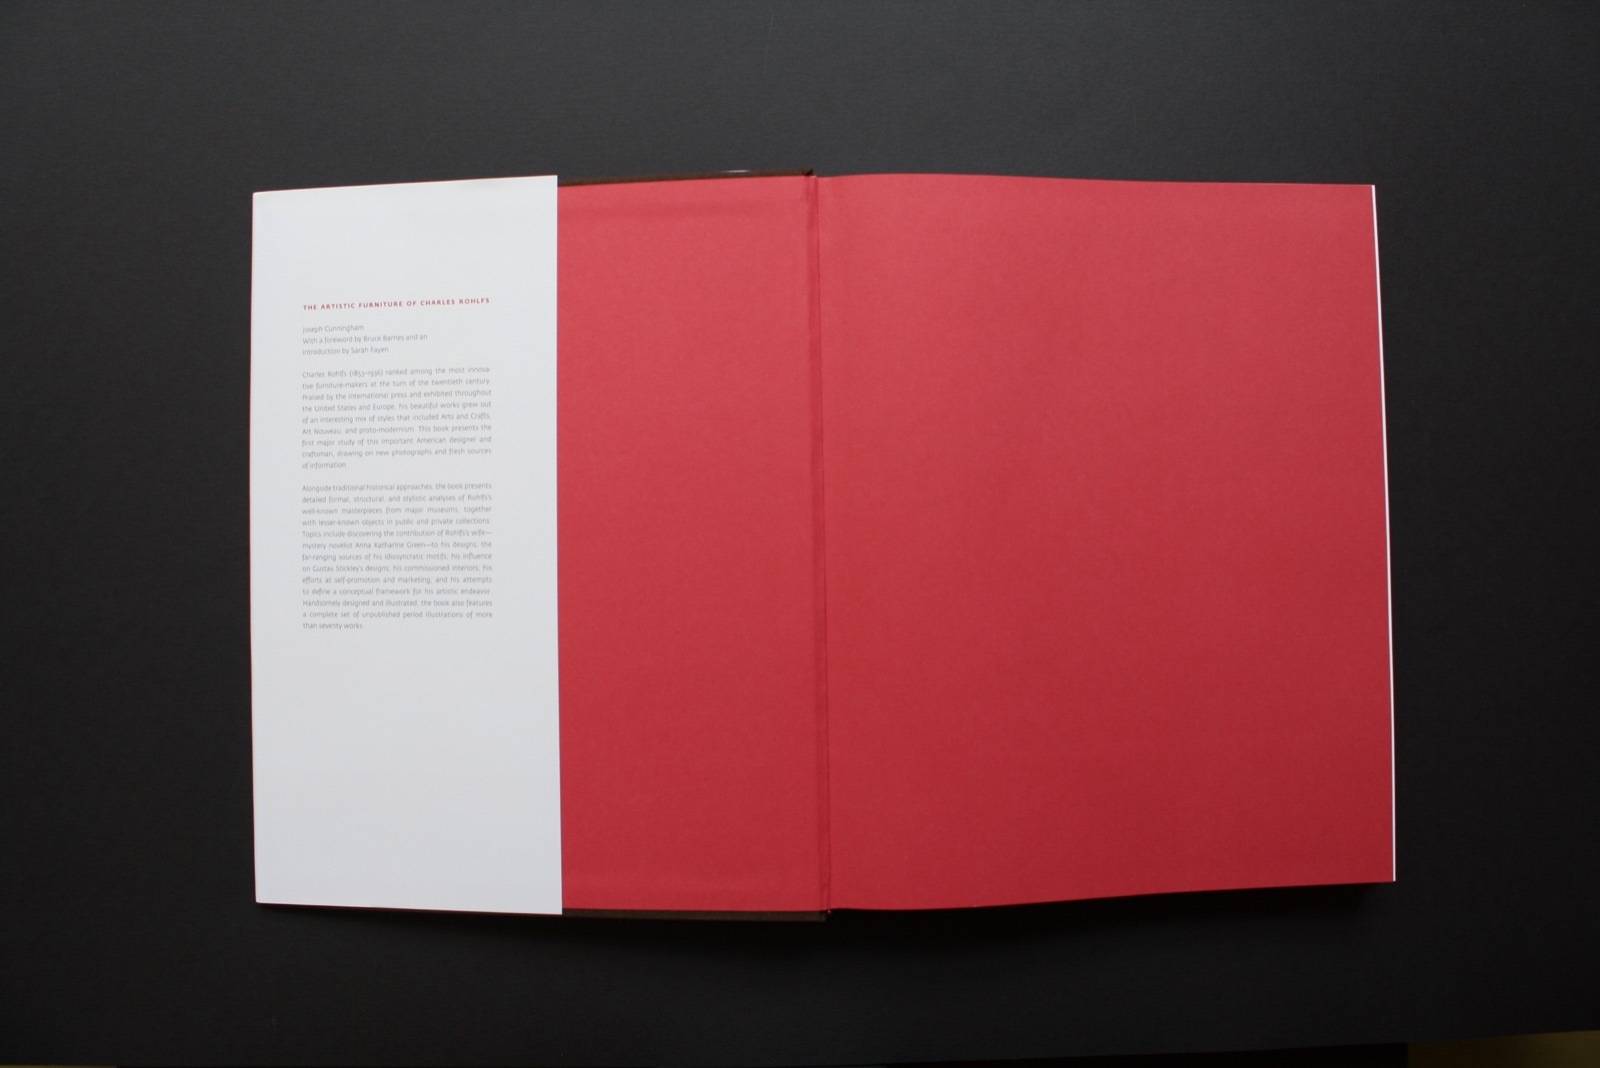 THE ARTISTIC FURNITURE OF CHARLES ROHLFS
Joseph Cunningham
With a foreword by Bruce Barnes and an
introduction by Sarah Fayen
Charles Rohlfs (1853–1936) ranked among the most innova-
tive furniture-makers at the turn of the twentieth century.
Praised by the international press and exhibited throughout
the United States and Europe, his beautiful works grew out
of an interesting mix of styles that included Arts and Crafts,
Art Nouveau, and proto-modernism. This book presents the
first major study of this important American designer and
craftsman, drawing on new photographs and fresh sources
of information.
Alongside traditional historical approaches, the book presents
detailed formal, structural, and stylistic analyses of Rohlfs's
well-known masterpieces from major museums, together
with lesser-known objects in public and private collections.
Topics include discovering the contribution of Rohlfs's wife—
mystery novelist Anna Katharine Green—to his designs; the
far-ranging sources of his idiosyncratic motifs; his influence
on Gustav Stickley's designs; his commissioned interiors; his
efforts at self-promotion and marketing; and his attempts
to define a conceptual framework for his artistic endeavor.
Handsomely designed and illustrated, the book also features
a complete set of unpublished period illustrations of more
than seventy works.